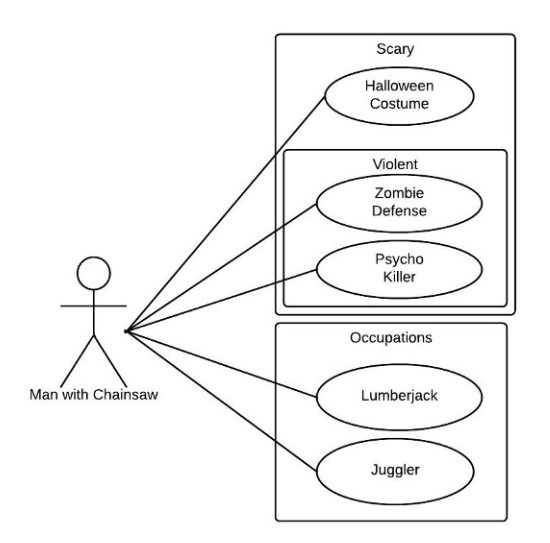 Scary
Halloween
Costume
Violent
Zombie
Defense
Psycho
Killer
Man with Chainsaw
Occupations
Lumberjack
Juggler